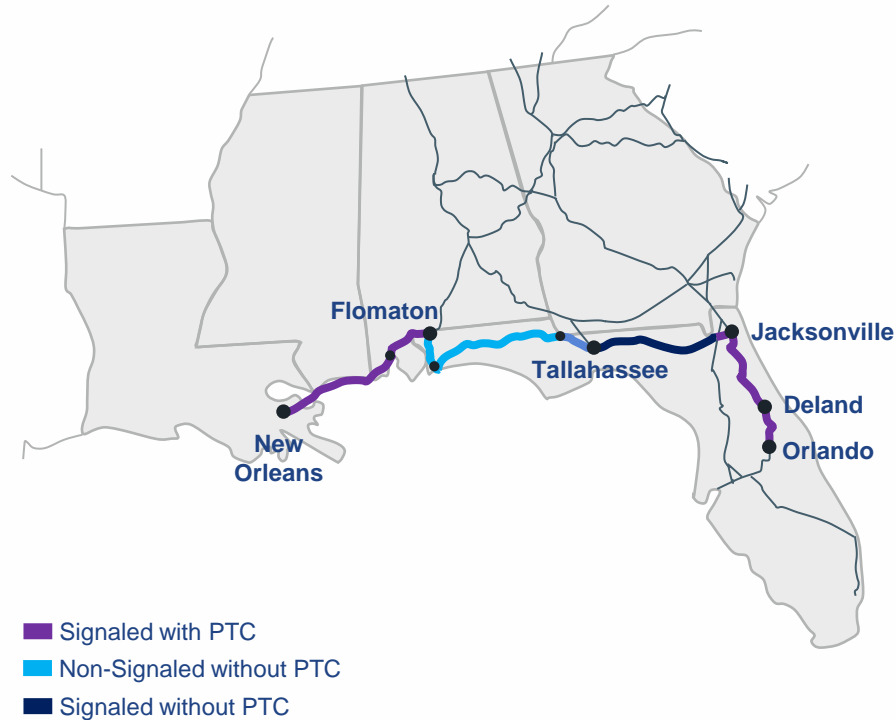 Flomaton
Jacksonville
Tallahassee
Deland
New
Orleans
Orlando
Signaled with PTC
Non-Signaled without PTC
Signaled without PTC